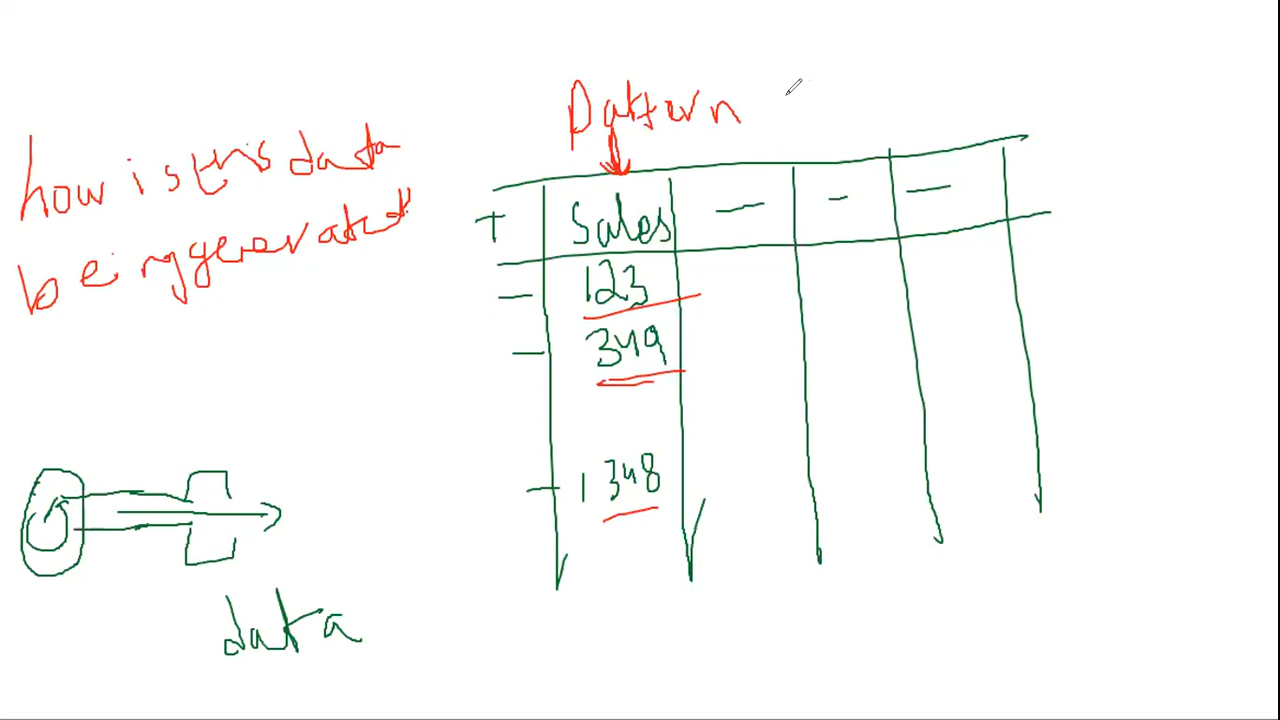 how is this data
being generated
Pattern
T Sales - - -
123
349
1348
data